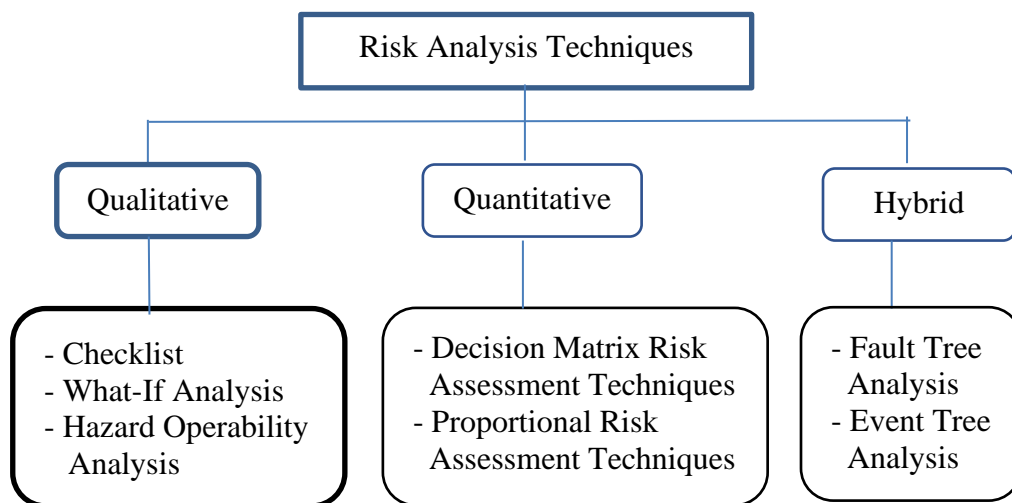 Risk Analysis Techniques
Qualitative
Quantitative
Hybrid
- Checklist
- What-If Analysis
- Hazard Operability
Analysis
- Decision Matrix Risk
Assessment Techniques
- Proportional Risk
Assessment Techniques
- Fault Tree
Analysis
- Event Tree
Analysis